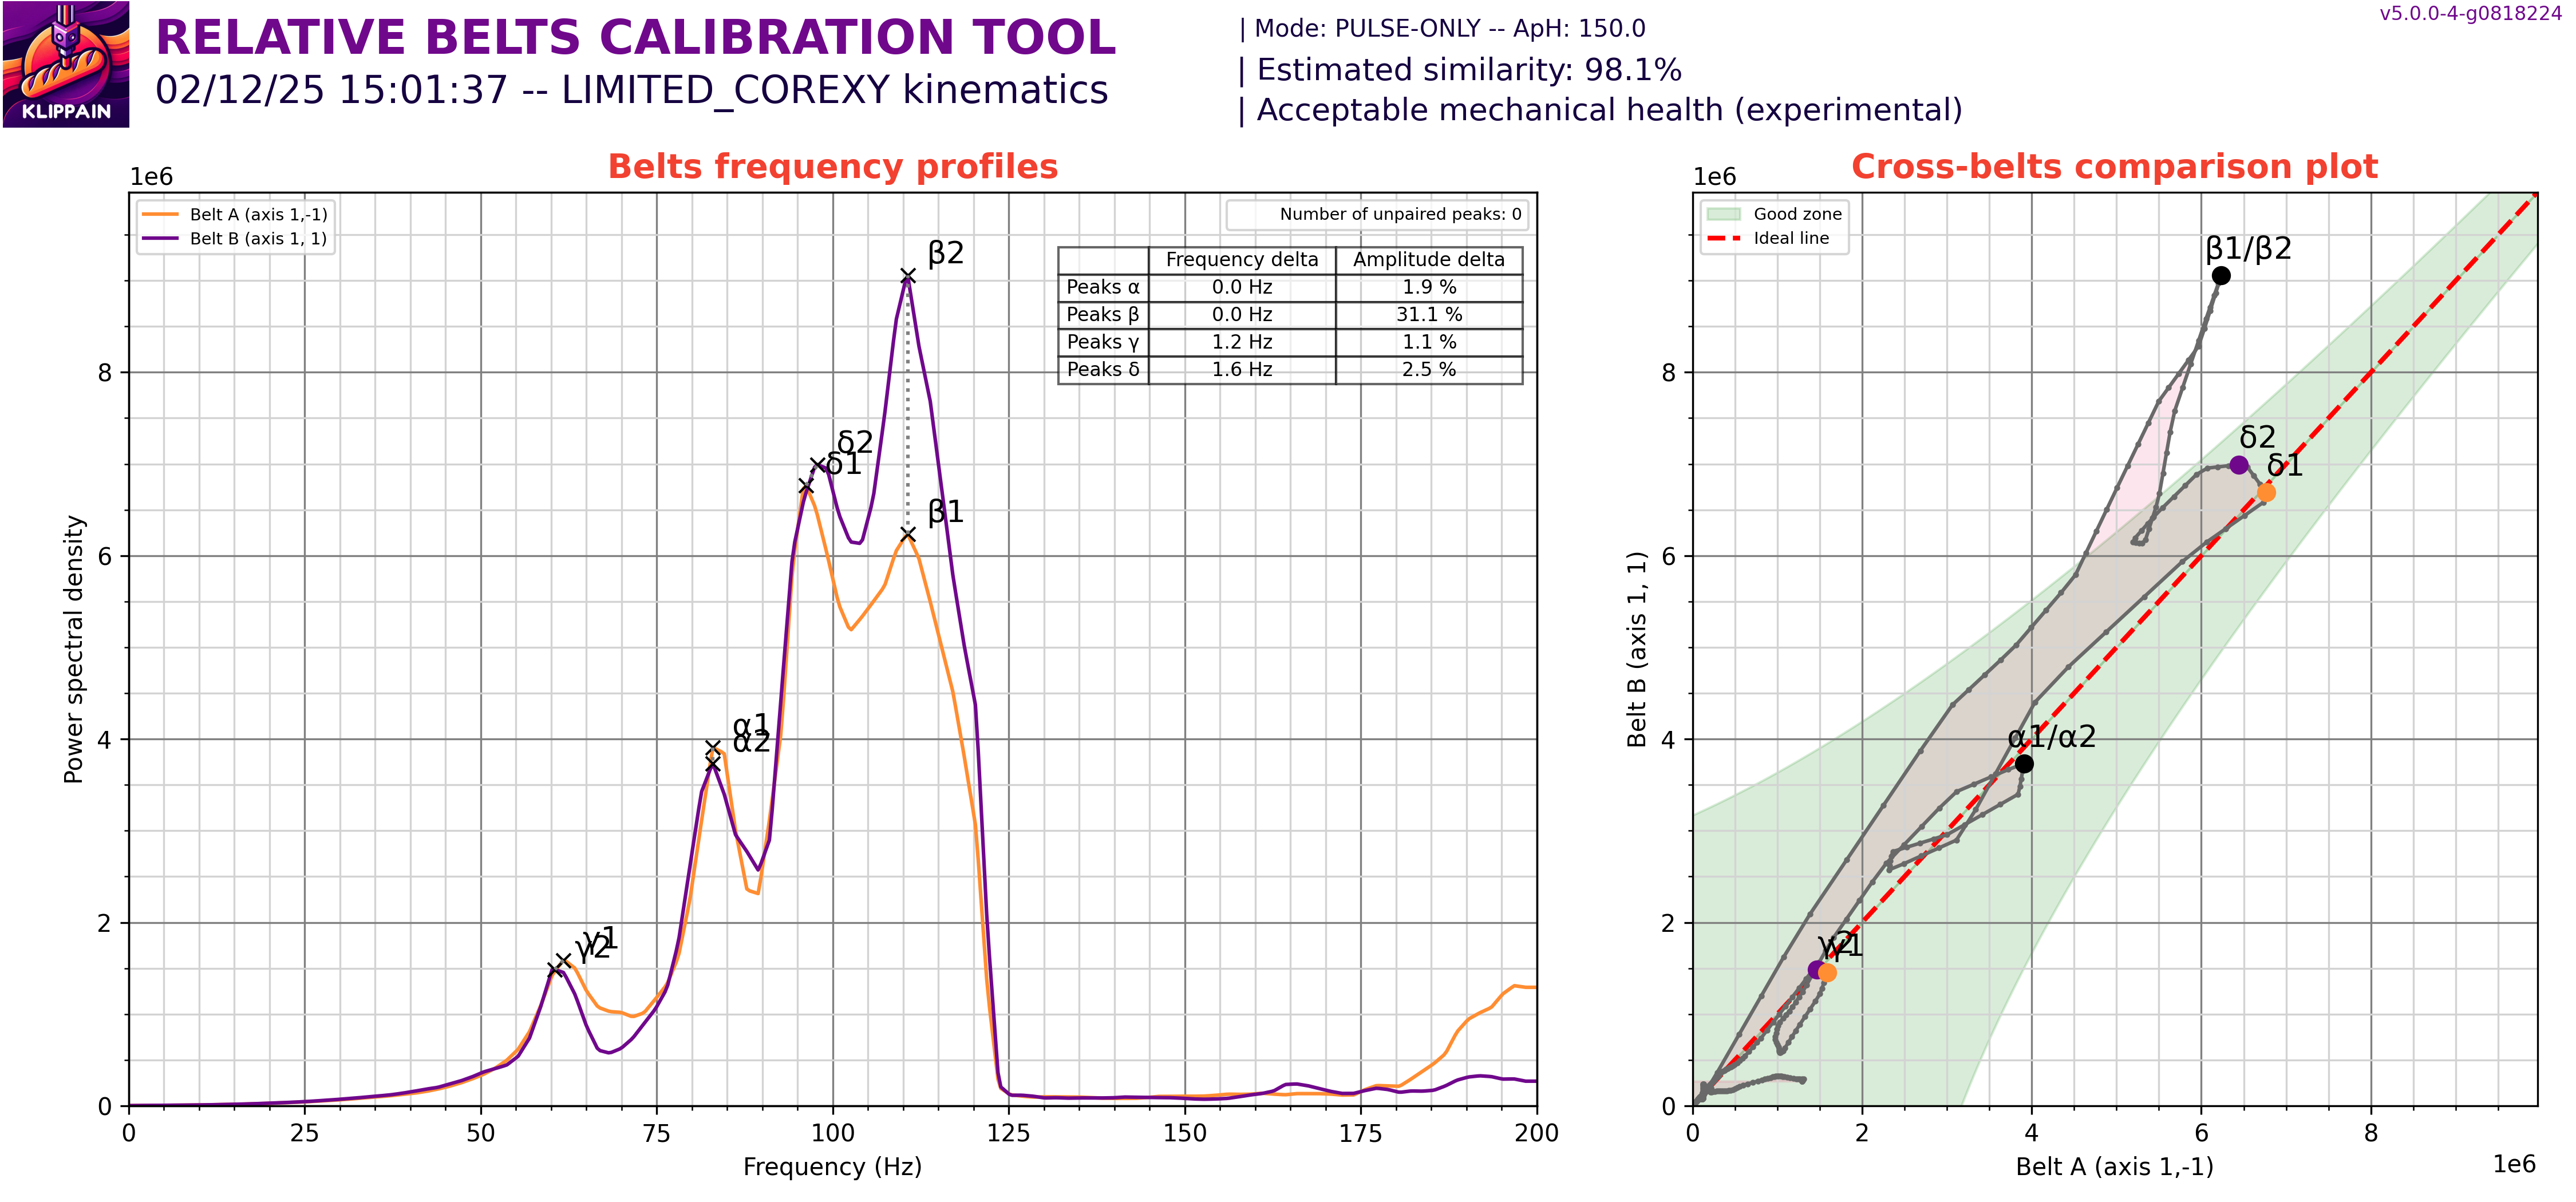 KLIPPAIN
RELATIVE BELTS CALIBRATION TOOL
02/12/25 15:01:37 -- LIMITED_COREXY kinematics
| Mode: PULSE-ONLY -- ApH: 150.0
| Estimated similarity: 98.1%
| Acceptable mechanical health (experimental)
v5.0.0-4-g0818224
Belts frequency profiles
1e6
Belt A (axis 1,-1)
Belt B (axis 1, 1)
Number of unpaired peaks: 0
Frequency delta Amplitude delta
Peaks α 0.0 Hz 1.9 %
Peaks β 0.0 Hz 31.1 %
Peaks γ 1.2 Hz 1.1 %
Peaks δ 1.6 Hz 2.5 %
β2
δ2
δ1
β1
α1
α2
γ1
γ2
8
6
4
2
0
Power spectral density
0 25 50 75 100 125 150 175 200
Frequency (Hz)
Cross-belts comparison plot
1e6
Good zone
Ideal line
β1/β2
δ2
δ1
α1/α2
γ2
γ1
8
6
4
2
0
Belt B (axis 1, 1)
0 2 4 6 8
Belt A (axis 1,-1)
1e6